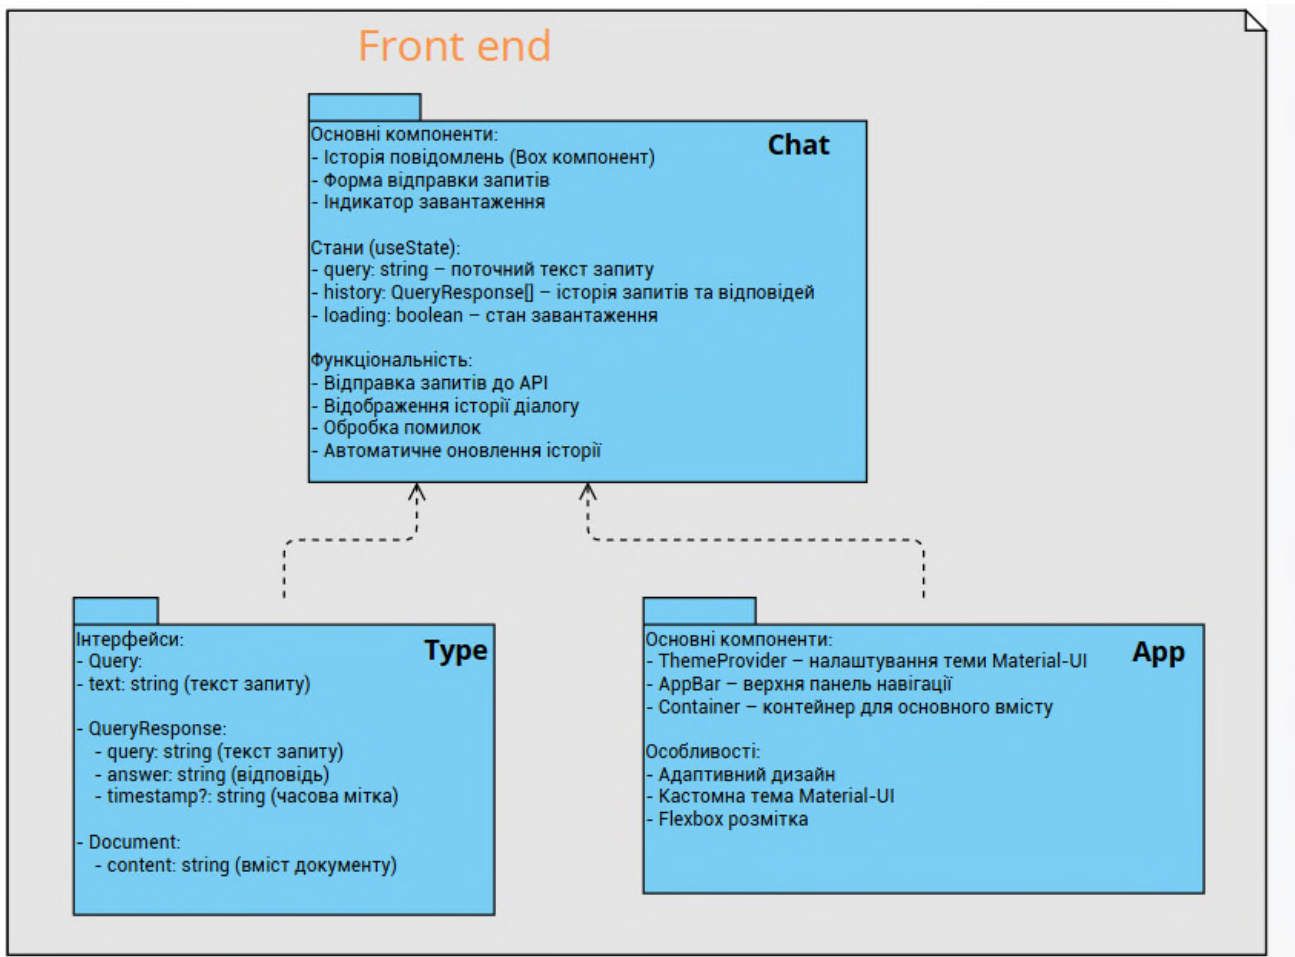 Front end
Chat
Основні компоненти:
- Історія повідомлень (Box компонент)
- Форма відправки запитів
- Індикатор завантаження
Стани (useState):
- query: string – поточний текст запиту
- history: QueryResponse[] – історія запитів та відповідей
- loading: boolean – стан завантаження
Функціональність:
- Відправка запитів до API
- Відображення історії діалогу
- Обробка помилок
- Автоматичне оновлення історії
Type
Інтерфейси:
- Query:
- text: string (текст запиту)
- QueryResponse:
- query: string (текст запиту)
- answer: string (відповідь)
- timestamp?: string (часова мітка)
- Document:
- content: string (вміст документу)
App
Основні компоненти:
- ThemeProvider – налаштування теми Material-UI
- AppBar – верхня панель навігації
- Container – контейнер для основного вмісту
Особливості:
- Адаптивний дизайн
- Кастомна тема Material-UI
- Flexbox розмітка